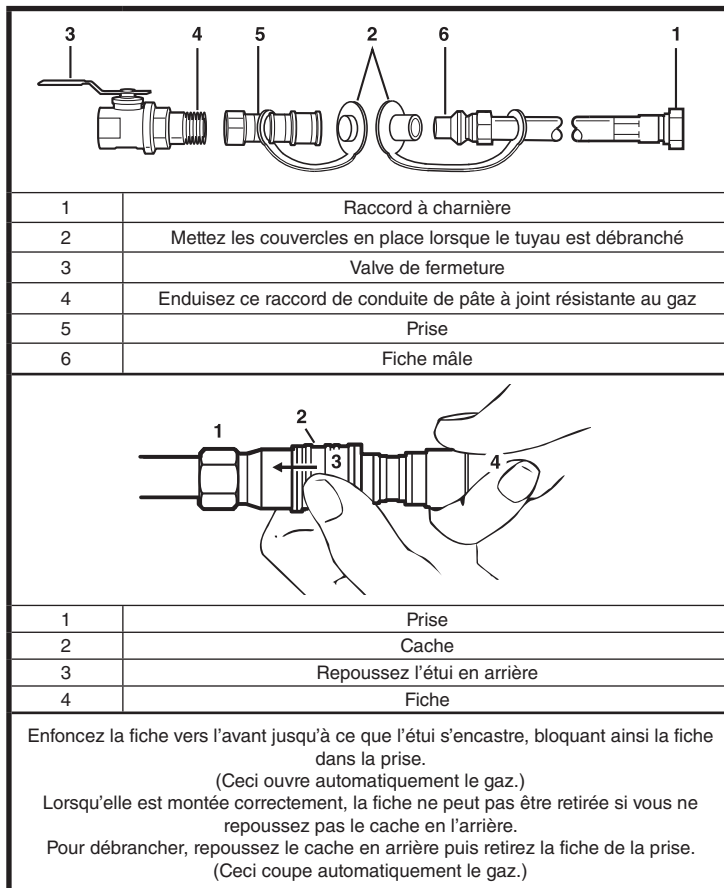 3 4 5 2 6 1
1 Raccord à charnière
2 Mettez les couvercles en place lorsque le tuyau est débranché
3 Valve de fermeture
4 Enduisez ce raccord de conduite de pâte à joint résistante au gaz
5 Prise
6 Fiche mâle
1 2 3 4
1 Prise
2 Cache
3 Repoussez l’étui en arrière
4 Fiche
Enfoncez la fiche vers l’avant jusqu’à ce que l’étui s’encastre, bloquant ainsi la fiche
dans la prise.
(Ceci ouvre automatiquement le gaz.)
Lorsqu’elle est montée correctement, la fiche ne peut pas être retirée si vous ne
repoussez pas le cache en l’arrière.
Pour débrancher, repoussez le cache en arrière puis retirez la fiche de la prise.
(Ceci coupe automatiquement le gaz.)